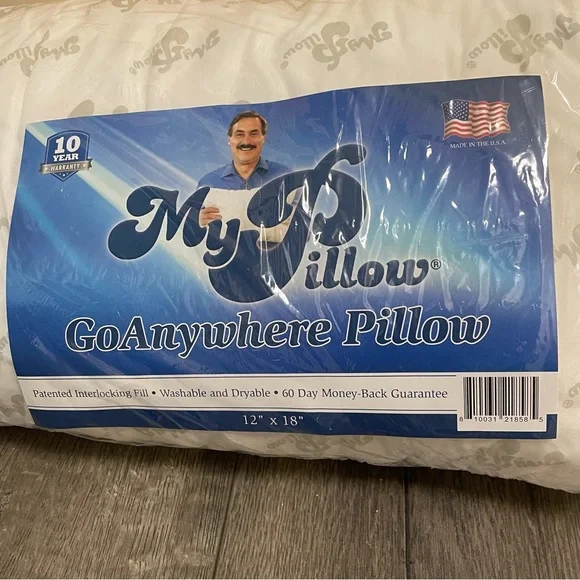 10
YEAR
WARRANTY
MADE IN THE U.S.A.
MyPillow®
GoAnywhere Pillow
Patented Interlocking Fill • Washable and Dryable • 60 Day Money-Back Guarantee
12" x 18"
8 10031 21858 5